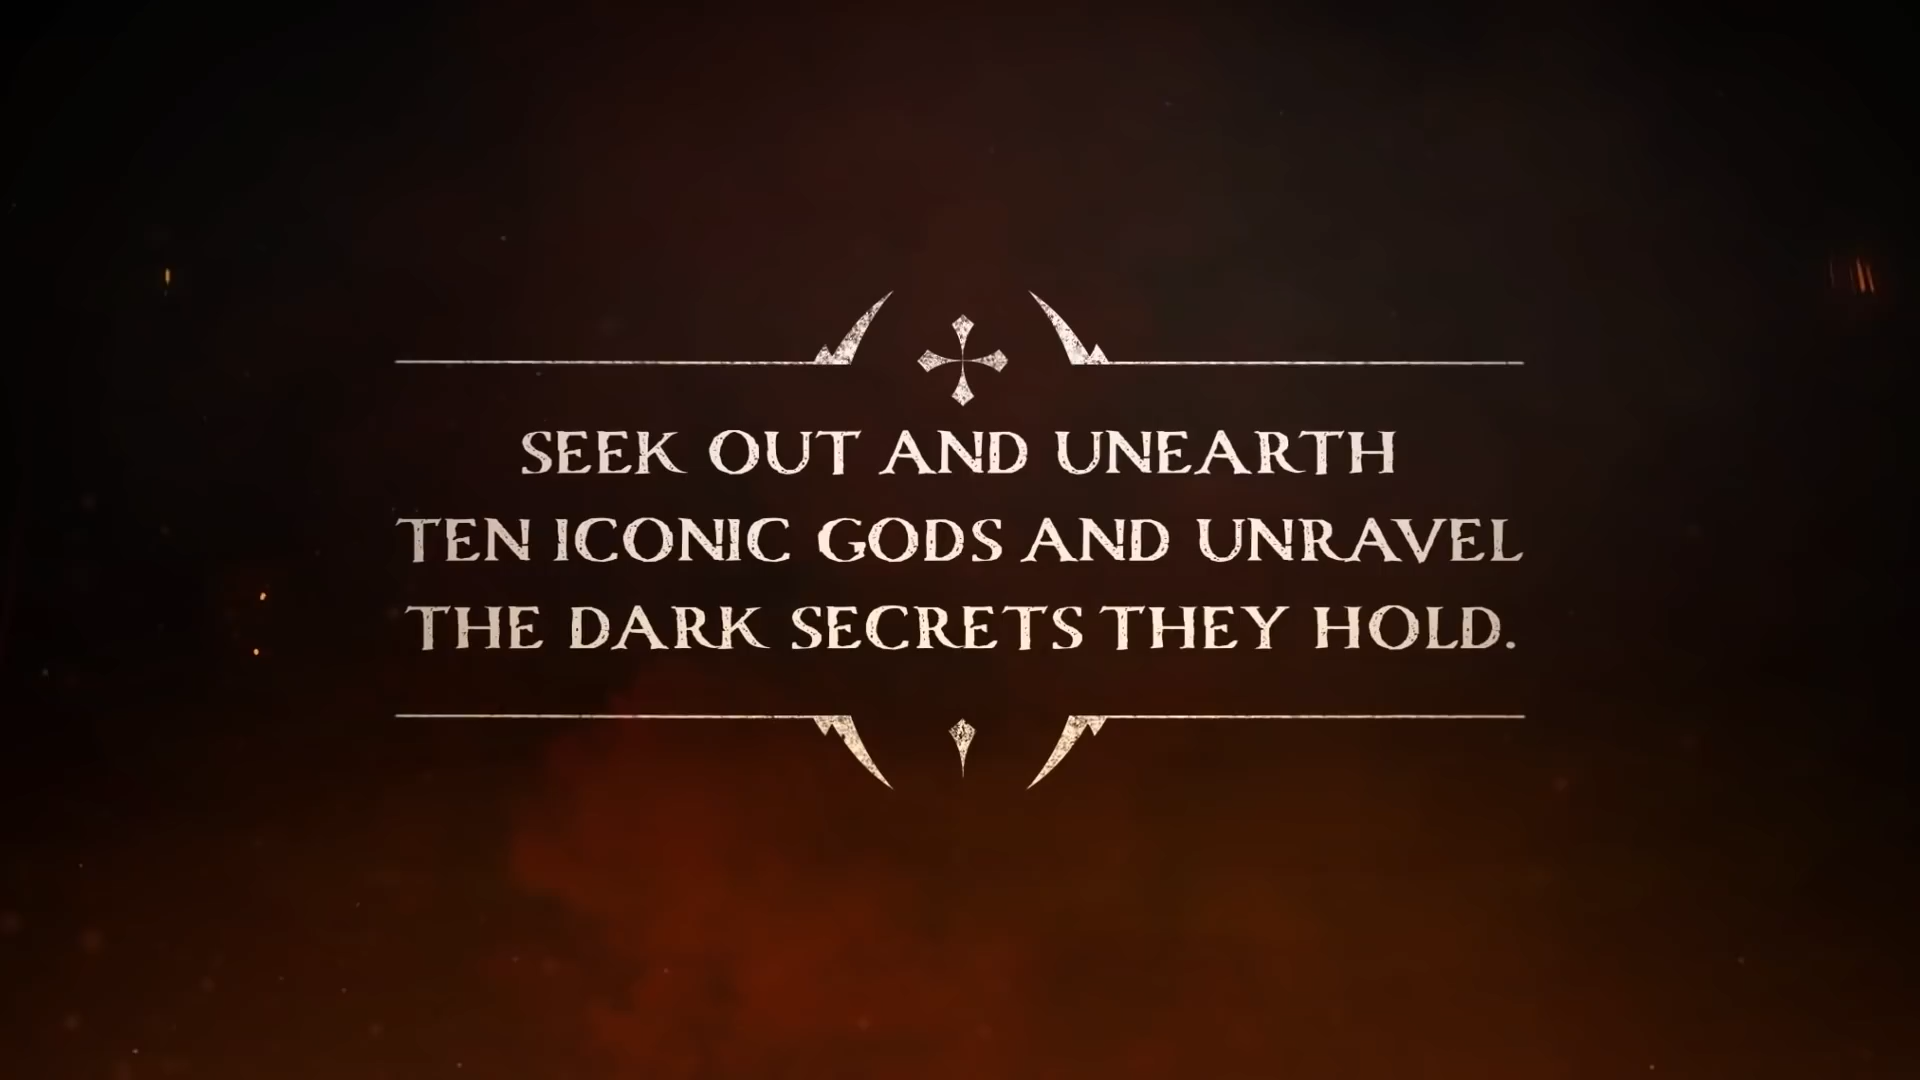 SEEK OUT AND UNEARTH
TEN ICONIC GODS AND UNRAVEL
THE DARK SECRETS THEY HOLD.